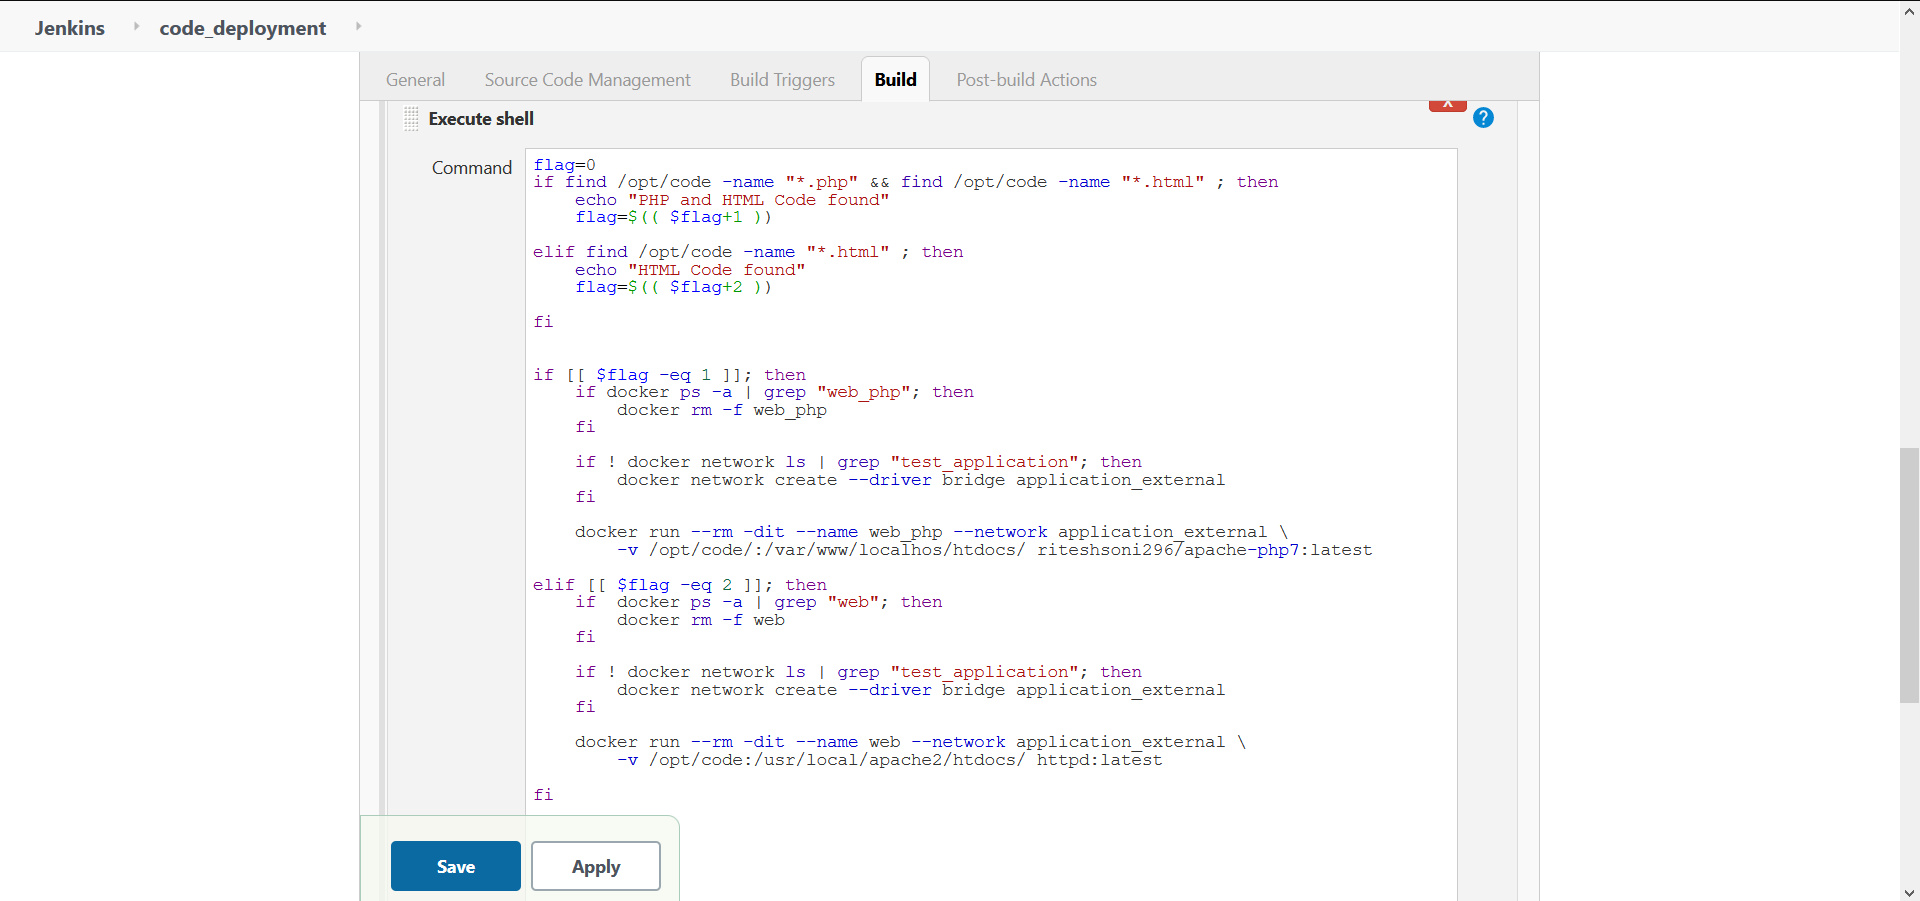 Jenkins code_deployment
General Source Code Management Build Triggers Build Post-build Actions
Execute shell X ?
Command
flag=0
if find /opt/code -name "*.php" && find /opt/code -name "*.html" ; then
    echo "PHP and HTML Code found"
    flag=$(( $flag+1 ))
elif find /opt/code -name "*.html" ; then
    echo "HTML Code found"
    flag=$(( $flag+2 ))
fi
if [[ $flag -eq 1 ]]; then
    if docker ps -a | grep "web_php"; then
        docker rm -f web_php
    fi
    if ! docker network ls | grep "test_application"; then
        docker network create --driver bridge application_external
    fi
    docker run --rm -dit --name web_php --network application_external \
        -v /opt/code/:/var/www/localhos/htdocs/ riteshsoni296/apache-php7:latest
elif [[ $flag -eq 2 ]]; then
    if  docker ps -a | grep "web"; then
        docker rm -f web
    fi
    if ! docker network ls | grep "test_application"; then
        docker network create --driver bridge application_external
    fi
    docker run --rm -dit --name web --network application_external \
        -v /opt/code:/usr/local/apache2/htdocs/ httpd:latest
fi
Save Apply